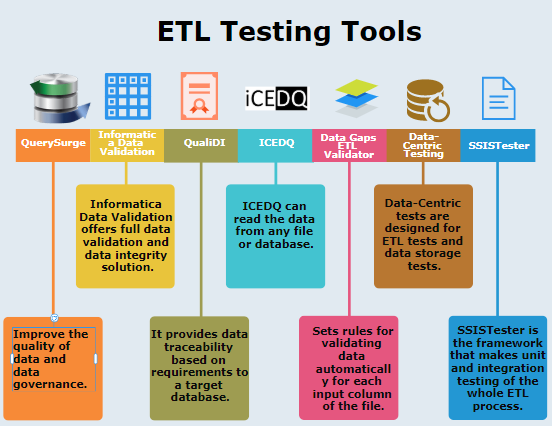 ETL Testing Tools
iCEDQ
QuerySurge
Informatic
a Data
Validation
QualiDI
ICEDQ
Data Gaps
ETL
Validator
Data-
Centric
Testing
SSISTester
Informatica
Data Validation
offers full data
validation and
data integrity
solution.
ICEDQ can
read the data
from any file
or database.
Data-Centric
tests are
designed for
ETL tests and
data storage
tests.
Improve the
quality of
data and
data
governance.
It provides data
traceability
based on
requirements to
a target
database.
Sets rules for
validating
data
automaticall
y for each
input column
of the file.
SSISTester is
the framework
that makes unit
and integration
testing of the
whole ETL
process.